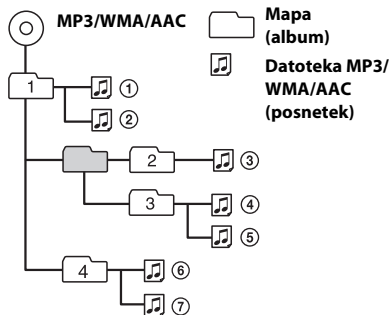 MP3/WMA/AAC
Mapa
(album)
Datoteka MP3/
WMA/AAC
(posnetek)
1
①
②
2
③
3
④
⑤
4
⑥
⑦